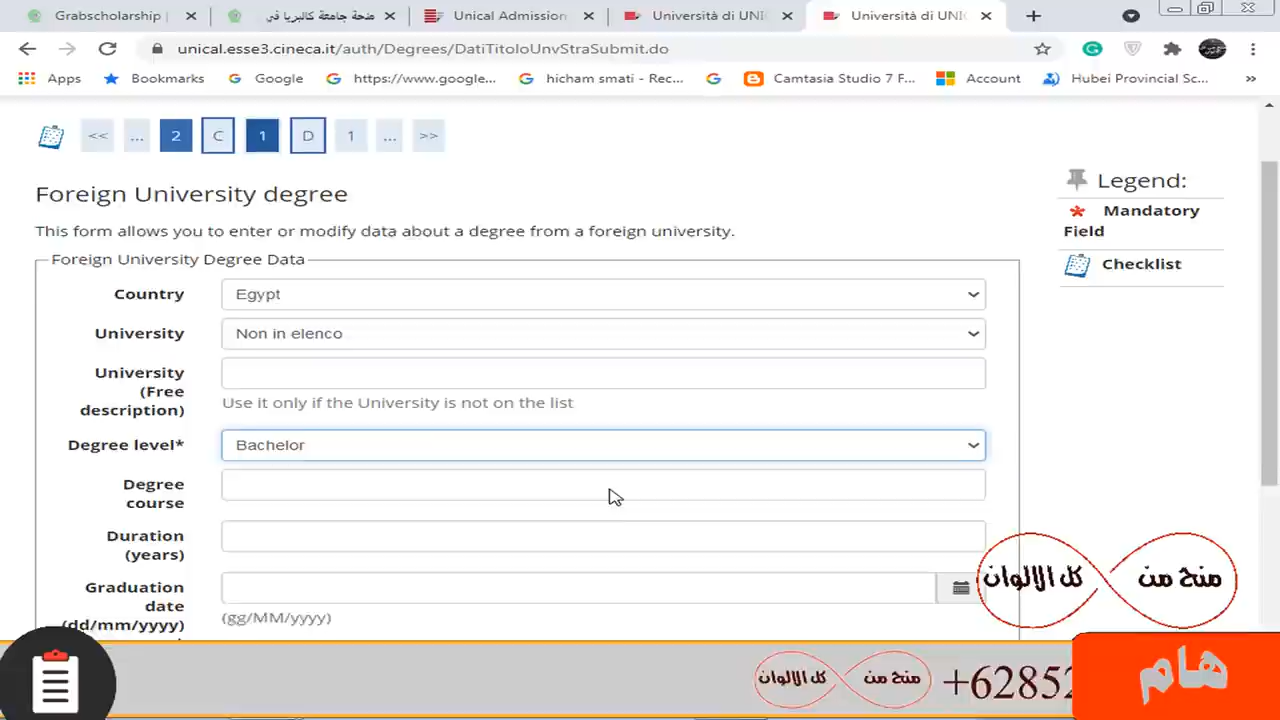 Grabscholarship
منحة جامعة كالبريا في
Unical Admission
Università di UNI
Università di UNI
unical.esse3.cineca.it/auth/Degrees/DatiTitoloUnvStraSubmit.do
Apps
Bookmarks
Google
https://www.google...
hicham smati - Rec...
Camtasia Studio 7 F...
Account
Hubei Provincial Sc...
»
<< ... 2 C 1 D 1 ... >>
Legend:
* Mandatory Field
Checklist
Foreign University degree
This form allows you to enter or modify data about a degree from a foreign university.
Foreign University Degree Data
Country
Egypt
University
Non in elenco
University
(Free
description)
Use it only if the University is not on the list
Degree level*
Bachelor
Degree
course
Duration
(years)
Graduation
date
(dd/mm/yyyy)
(gg/MM/yyyy)
منح من كل الالوان
منح من كل الالوان
+62852
هام